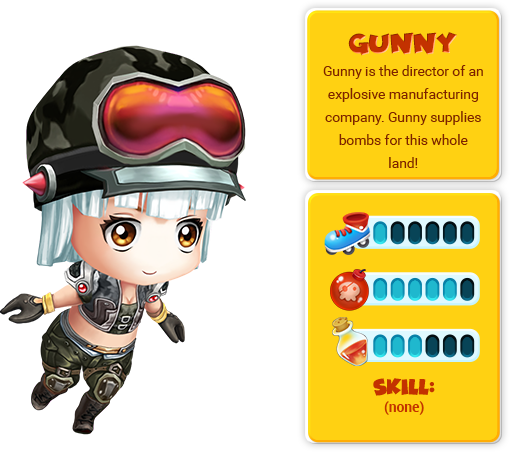 GUNNY
Gunny is the director of an
explosive manufacturing
company. Gunny supplies
bombs for this whole
land!
SKILL:
(none)